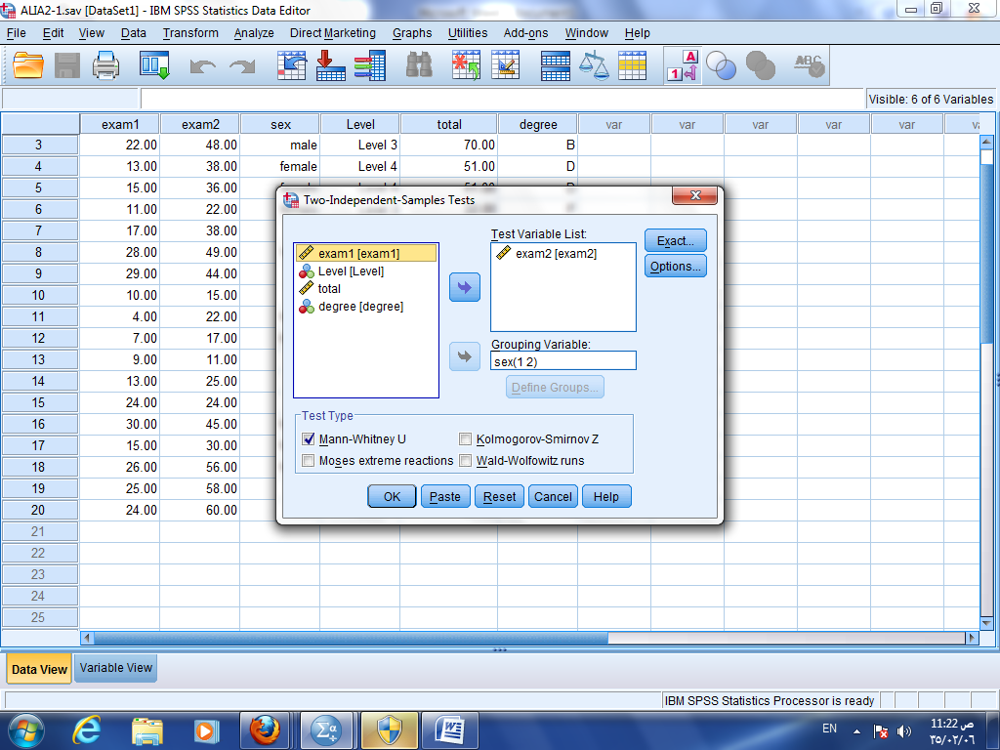 ALIA2-1.sav [DataSet1] - IBM SPSS Statistics Data Editor
File Edit View Data Transform Analyze Direct Marketing Graphs Utilities Add-ons Window Help
A
1
ABC
Visible: 6 of 6 Variables
exam1 exam2 sex Level total degree var var var var var
3 22.00 48.00 male Level 3 70.00 B
4 13.00 38.00 female Level 4 51.00 D
5 15.00 36.00
6 11.00 22.00
7 17.00 38.00
8 28.00 49.00
9 29.00 44.00
10 10.00 15.00
11 4.00 22.00
12 7.00 17.00
13 9.00 11.00
14 13.00 25.00
15 24.00 24.00
16 30.00 45.00
17 15.00 30.00
18 26.00 56.00
19 25.00 58.00
20 24.00 60.00
21
22
23
24
25
Two-Independent-Samples Tests
exam1 [exam1]
Level [Level]
total
degree [degree]
Test Variable List:
exam2 [exam2]
Exact...
Options...
Grouping Variable:
sex(1 2)
Define Groups...
Test Type
Mann-Whitney U Kolmogorov-Smirnov Z
Moses extreme reactions Wald-Wolfowitz runs
OK Paste Reset Cancel Help
Data View Variable View
IBM SPSS Statistics Processor is ready
EN
11:22 ص
٣٥/٠٢/٠٦